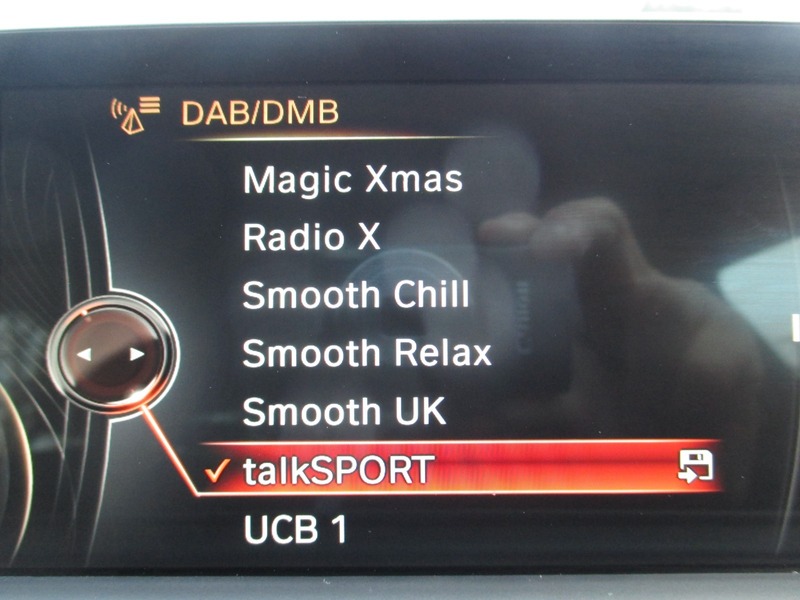 DAB/DMB
Magic Xmas
Radio X
Smooth Chill
Smooth Relax
Smooth UK
talkSPORT
UCB 1